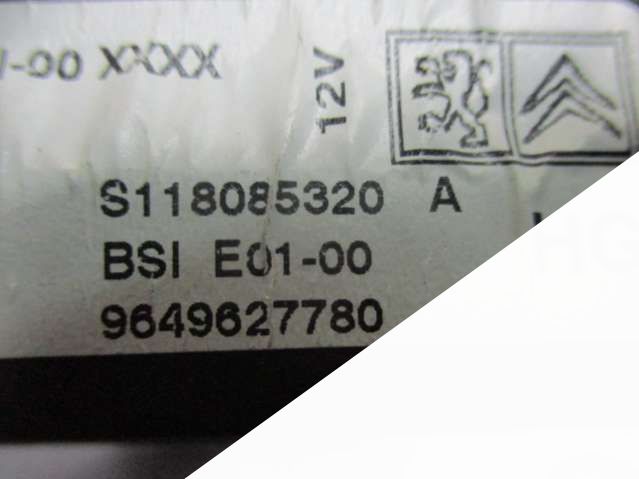 -00 XXXX
12V
S118085320 A
BSI E01-00
9649627780